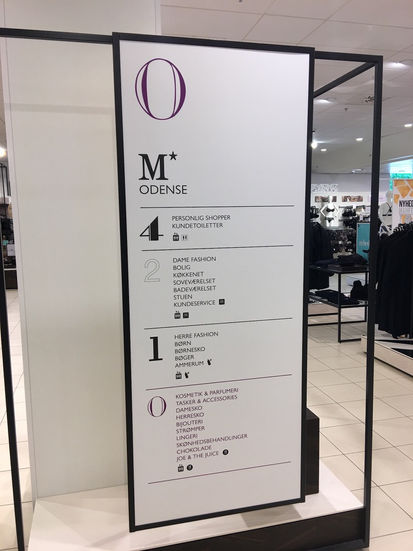 O
M*
ODENSE
4
PERSONLIG SHOPPER
KUNDETOILETTER
2
DAME FASHION
BOLIG
KØKKENET
SOVEVÆRELSET
BADEVÆRELSET
STUEN
KUNDESERVICE
1
HERRE FASHION
BØRN
BØRNESKO
BØGER
AMMERUM
0
KOSMETIK & PARFUMERI
TASKER & ACCESSORIES
DAMESKO
HERRESKO
BIJOUTERI
STRØMPER
LINGERI
SKØNHEDSBEHANDLINGER
CHOKOLADE
JOE & THE JUICE